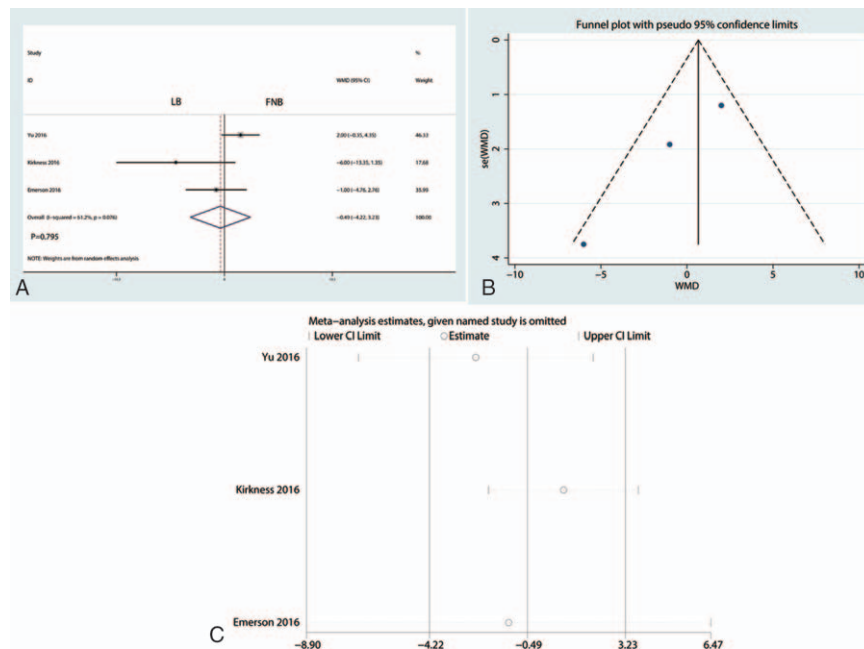 Study
%
ID
WMD (95% CI)
Weight
LB
FNB
Yu 2016
2.00 (−0.35, 4.35)
46.33
Kirkness 2016
−6.00 (−13.35, 1.35)
17.68
Emerson 2016
−1.00 (−4.76, 2.76)
35.99
Overall (I-squared = 61.2%, p = 0.076)
−0.49 (−4.22, 3.23)
100.00
P=0.795
NOTE: Weights are from random effects analysis
0
A
Funnel plot with pseudo 95% confidence limits
0
1
2
3
4
se(WMD)
−10
−5
0
5
10
WMD
B
Meta−analysis estimates, given named study is omitted
Lower CI Limit
Estimate
Upper CI Limit
Yu 2016
Kirkness 2016
Emerson 2016
C
−8.90
−4.22
−0.49
3.23
6.47